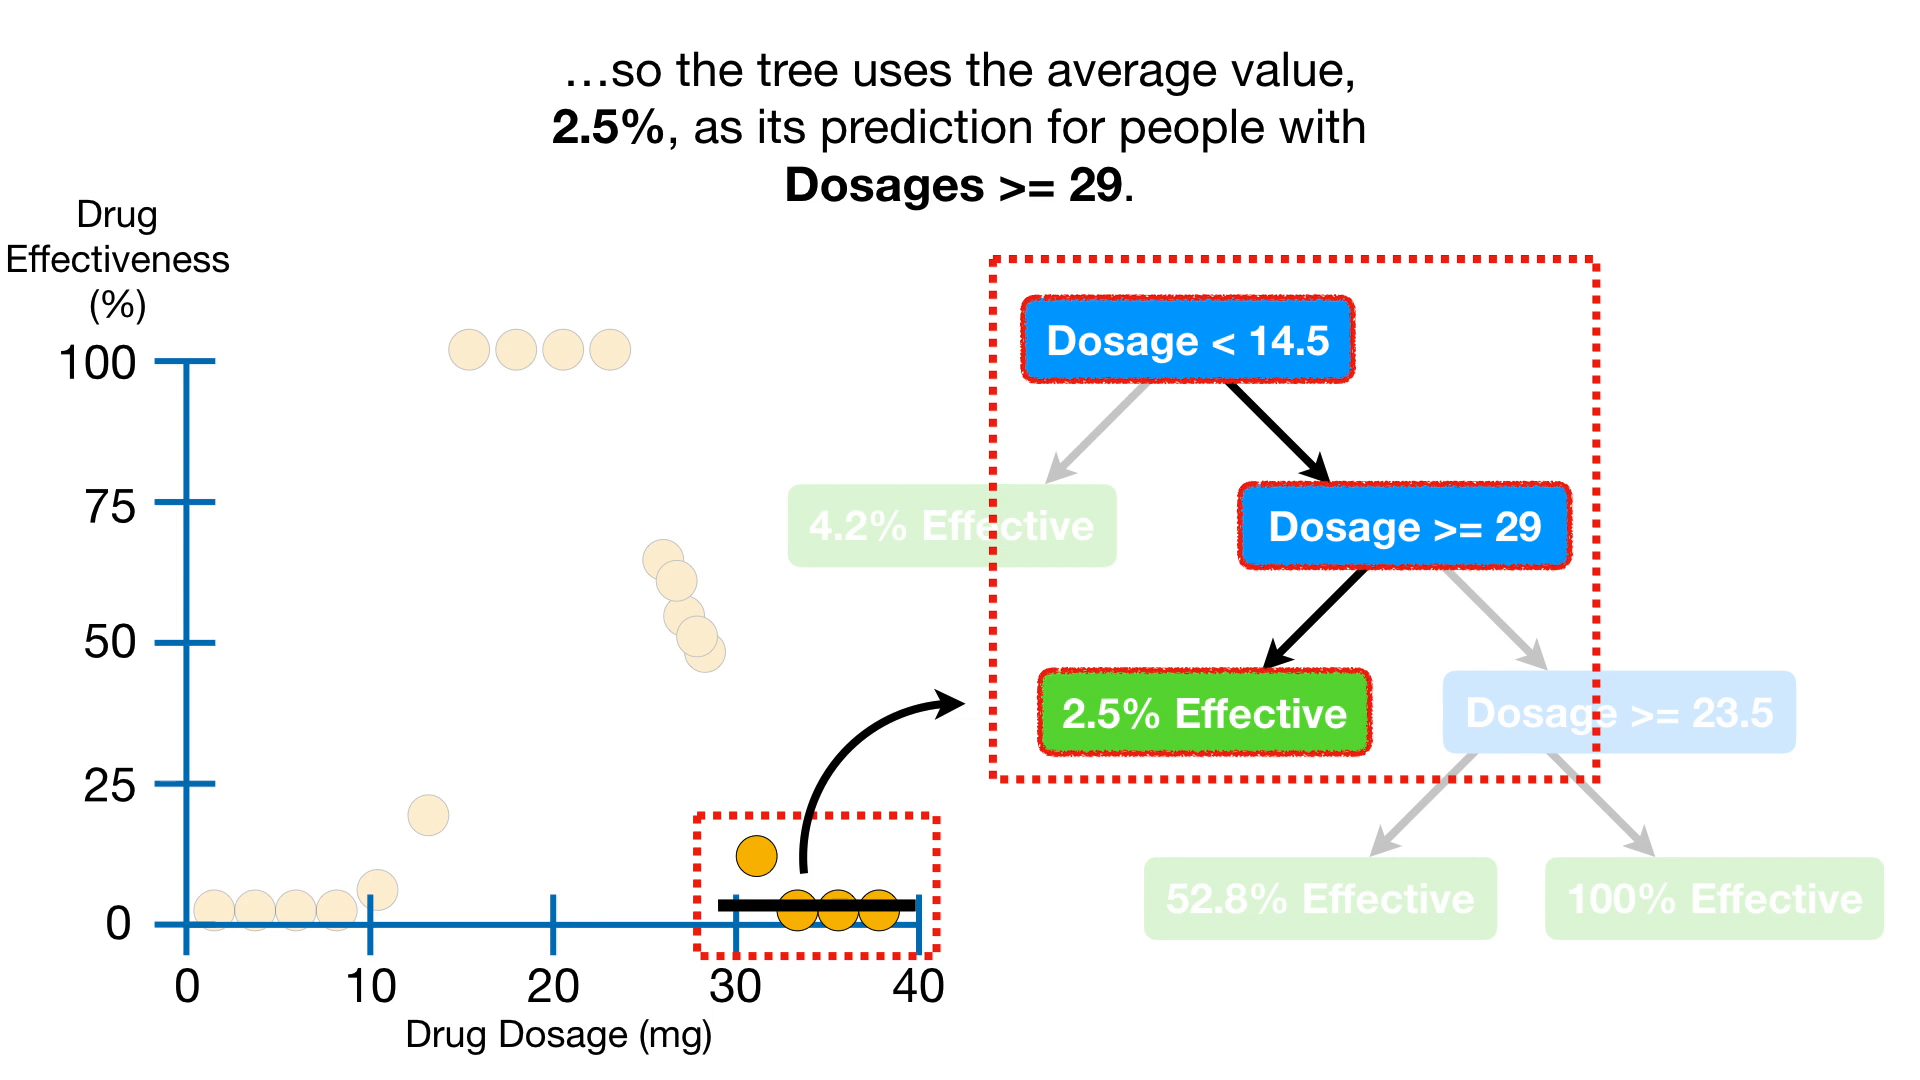 …so the tree uses the average value,
2.5%, as its prediction for people with
Dosages >= 29.
Drug
Effectiveness
(%)
100
75
50
25
0
0
10
20
30
40
Drug Dosage (mg)
Dosage < 14.5
4.2% Effective
Dosage >= 29
2.5% Effective
Dosage >= 23.5
52.8% Effective
100% Effective